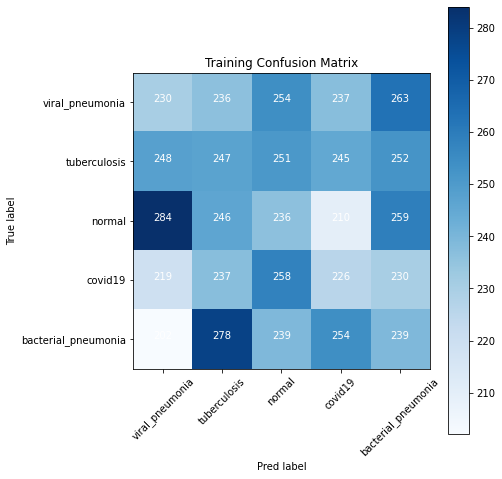 Training Confusion Matrix
True label
viral_pneumonia 230 236 254 237 263
tuberculosis 248 247 251 245 252
normal 284 246 236 210 259
covid19 219 237 258 226 230
bacterial_pneumonia 278 239 254 239
viral_pneumonia tuberculosis normal covid19 bacterial_pneumonia
Pred label
280
270
260
250
240
230
220
210